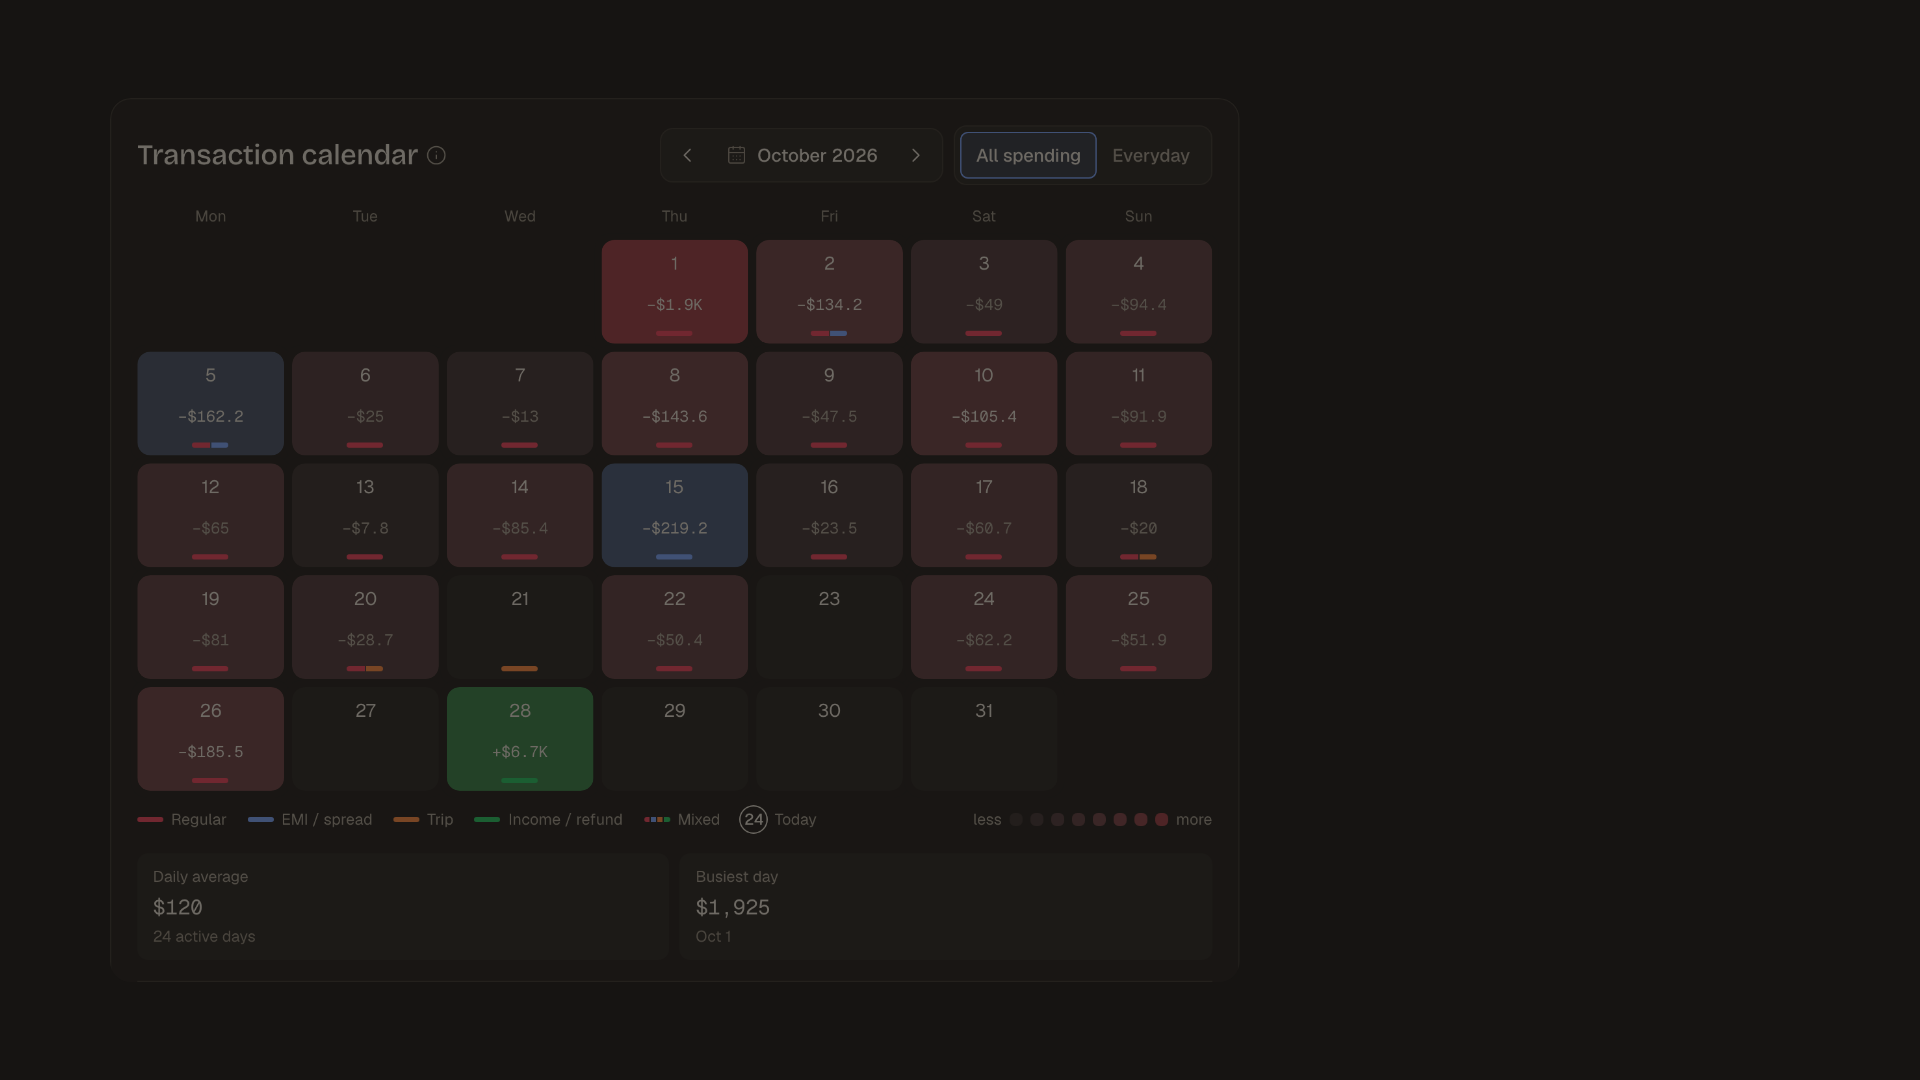 Transaction calendar
October 2026
All spending Everyday
Mon Tue Wed Thu Fri Sat Sun
1 2 3 4
-$1.9K -$134.2 -$49 -$94.4
5 6 7 8 9 10 11
-$162.2 -$25 -$13 -$143.6 -$47.5 -$105.4 -$91.9
12 13 14 15 16 17 18
-$65 -$7.8 -$85.4 -$219.2 -$23.5 -$60.7 -$20
19 20 21 22 23 24 25
-$81 -$28.7 -$50.4 -$62.2 -$51.9
26 27 28 29 30 31
-$185.5 +$6.7K
Regular EMI / spread Trip Income / refund Mixed 24 Today less more
Daily average
$120
24 active days
Busiest day
$1,925
Oct 1